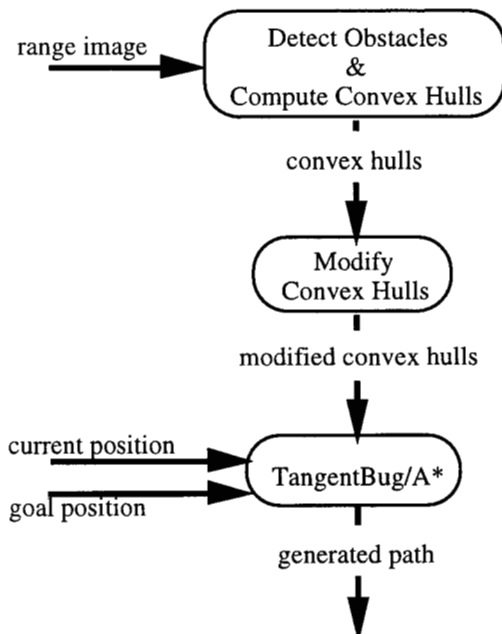 range image
Detect Obstacles
&
Compute Convex Hulls
convex hulls
Modify
Convex Hulls
modified convex hulls
current position
goal position
TangentBug/A*
generated path